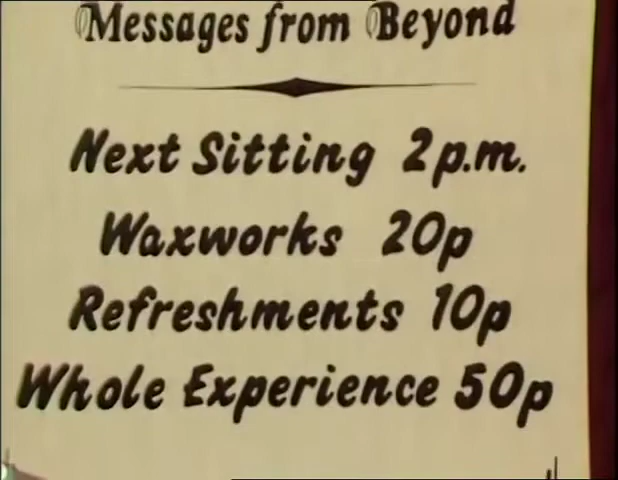 Messages from Beyond
Next Sitting 2p.m.
Waxworks 20p
Refreshments 10p
Whole Experience 50p